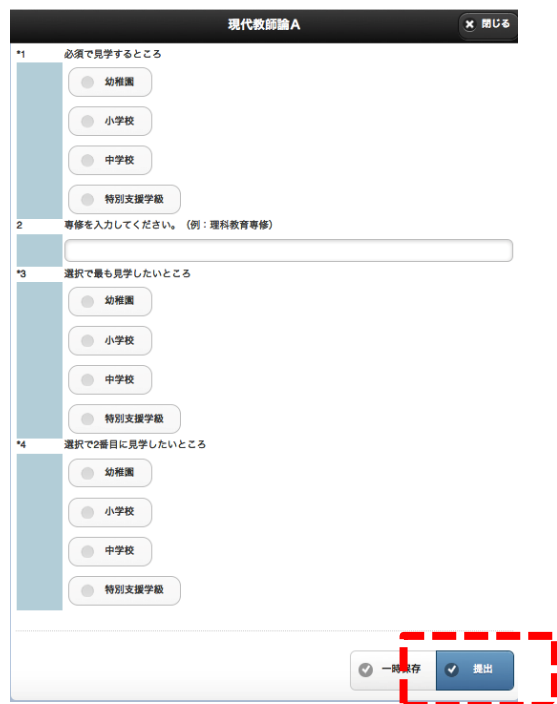 現代教師論A
閉じる
*1 必須で見学するところ
幼稚園
小学校
中学校
特別支援学級
2 専修を入力してください。（例：理科教育専修）
*3 選択で最も見学したいところ
幼稚園
小学校
中学校
特別支援学級
*4 選択で2番目に見学したいところ
幼稚園
小学校
中学校
特別支援学級
一時保存 提出